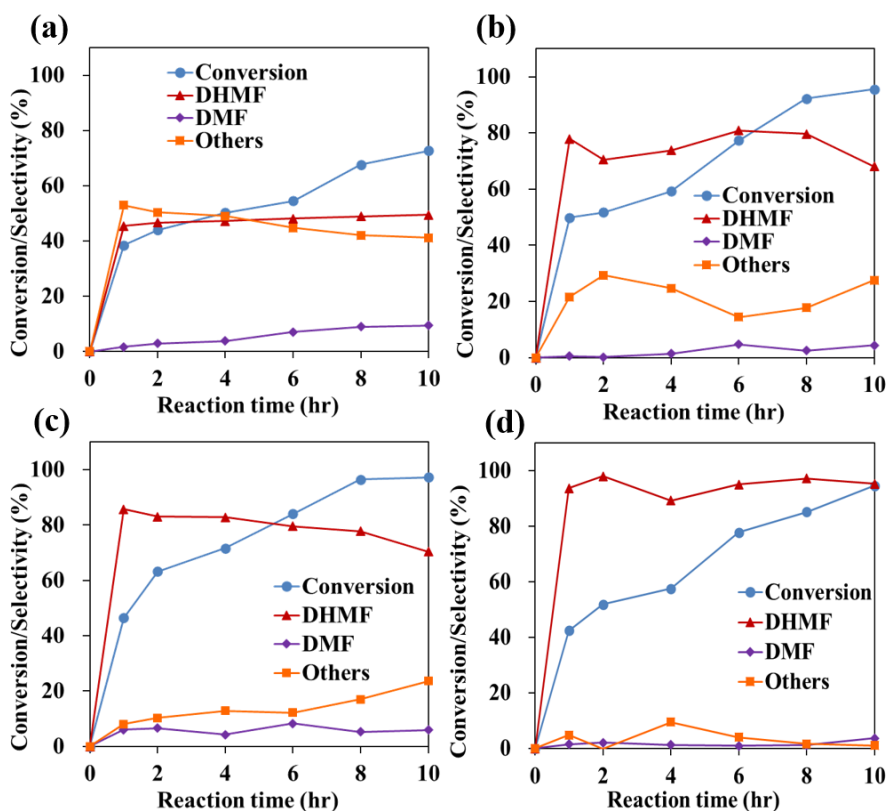 (a)
Conversion/Selectivity (%)
100
80
60
40
20
0
Conversion
DHMF
DMF
Others
0 2 4 6 8 10
Reaction time (hr)
(b)
Conversion/Selectivity (%)
100
80
60
40
20
0
Conversion
DHMF
DMF
Others
0 2 4 6 8 10
Reaction time (hr)
(c)
Conversion/Selectivity (%)
100
80
60
40
20
0
Conversion
DHMF
DMF
Others
0 2 4 6 8 10
Reaction time (hr)
(d)
Conversion/Selectivity (%)
100
80
60
40
20
0
Conversion
DHMF
DMF
Others
0 2 4 6 8 10
Reaction time (hr)